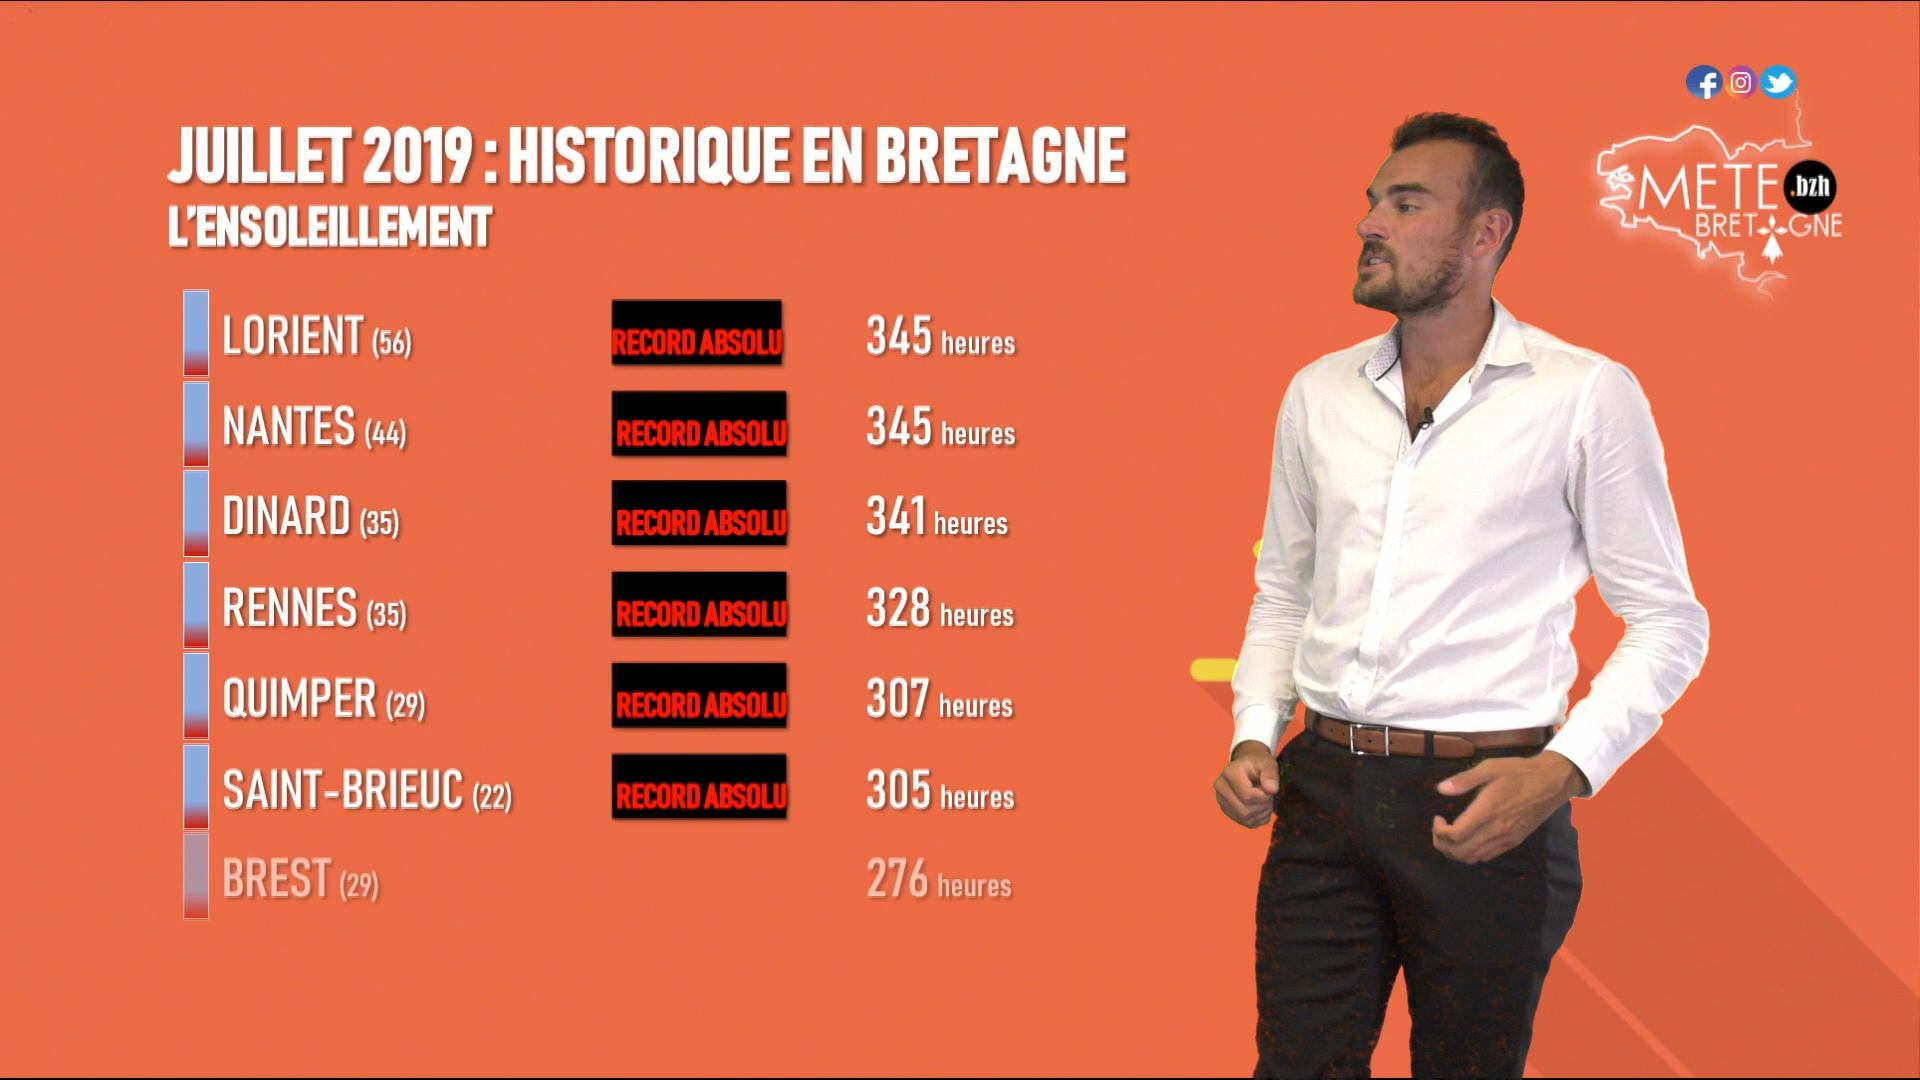 JUILLET 2019 : HISTORIQUE EN BRETAGNE
L'ENSOLEILLEMENT
METEO .bzh
BRETAGNE
LORIENT (56) RECORD ABSOLU 345 heures
NANTES (44) RECORD ABSOLU 345 heures
DINARD (35) RECORD ABSOLU 341 heures
RENNES (35) RECORD ABSOLU 328 heures
QUIMPER (29) RECORD ABSOLU 307 heures
SAINT-BRIEUC (22) RECORD ABSOLU 305 heures
BREST (29) 276 heures